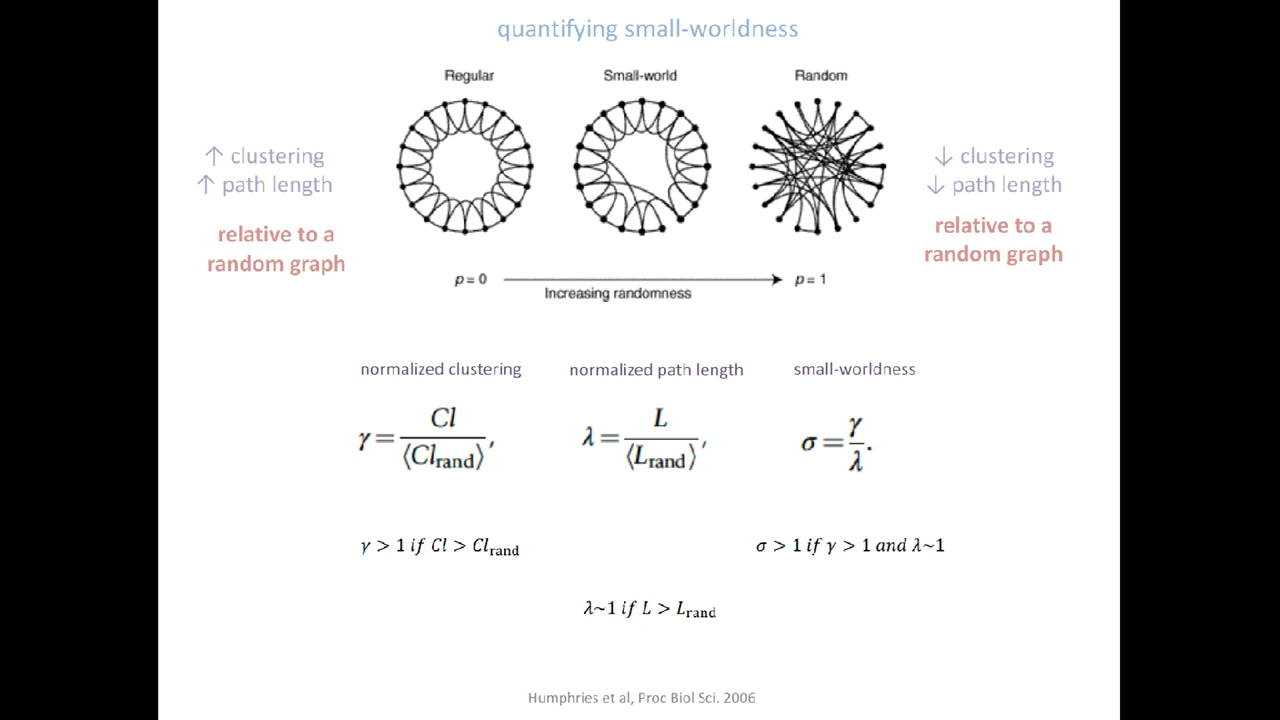 quantifying small-worldness
Regular
Small-world
Random
↑ clustering
↑ path length
relative to a
random graph
↓ clustering
↓ path length
relative to a
random graph
p = 0
Increasing randomness
p = 1
normalized clustering
normalized path length
small-worldness
γ = Cl / ⟨Cl_rand⟩,
λ = L / ⟨L_rand⟩,
σ = γ / λ.
γ > 1 if Cl > Cl_rand
σ > 1 if γ > 1 and λ~1
λ~1 if L > L_rand
Humphries et al, Proc Biol Sci. 2006